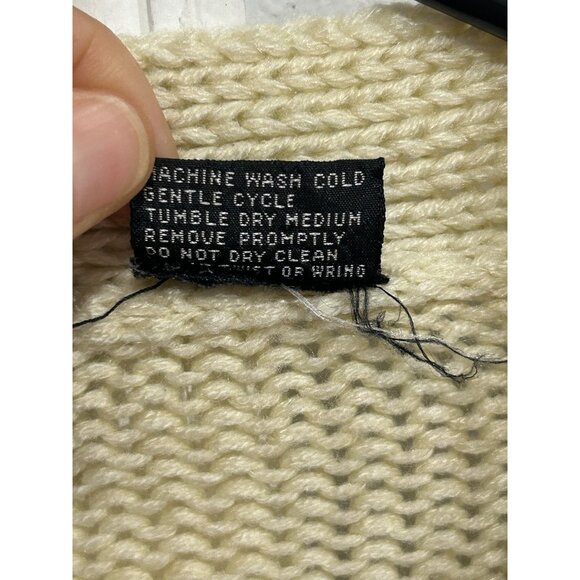 MACHINE WASH COLD
GENTLE CYCLE
TUMBLE DRY MEDIUM
REMOVE PROMPTLY
DO NOT DRY CLEAN
TWIST OR WRING